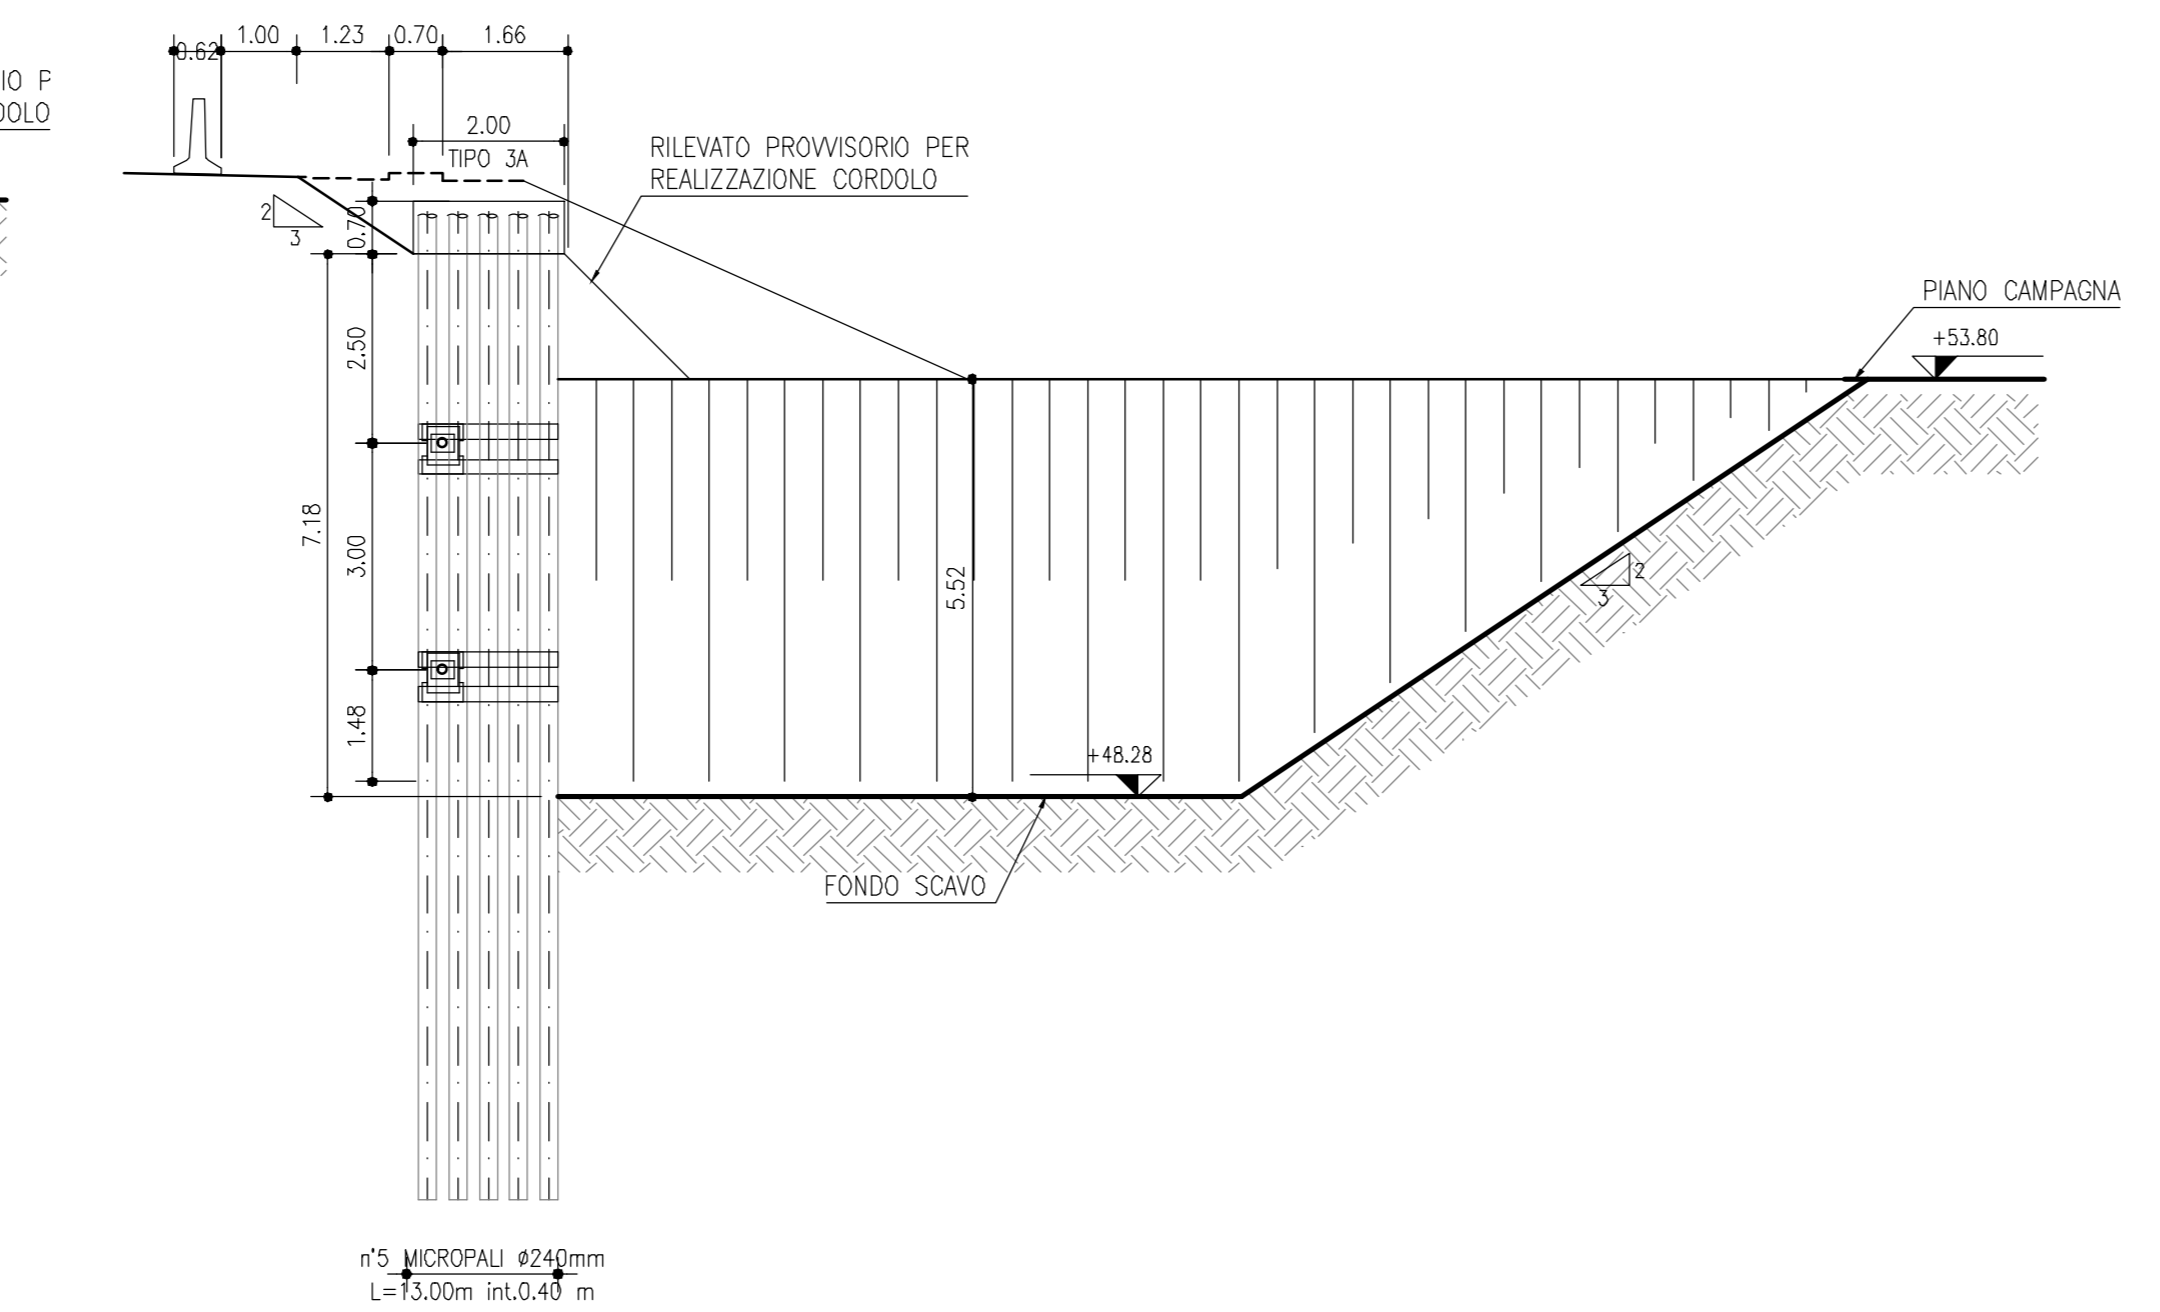 0.62
1.00
1.23
0.70
1.66
IO P
DOLO
2.00
TIPO 3A
RILEVATO PROVVISORIO PER
REALIZZAZIONE CORDOLO
2
3
0.70
PIANO CAMPAGNA
+53.80
2.50
7.18
3.00
5.52
2
3
1.48
+48.28
FONDO SCAVO
n°5 MICROPALI ø240mm
L=13.00m int.0.40 m